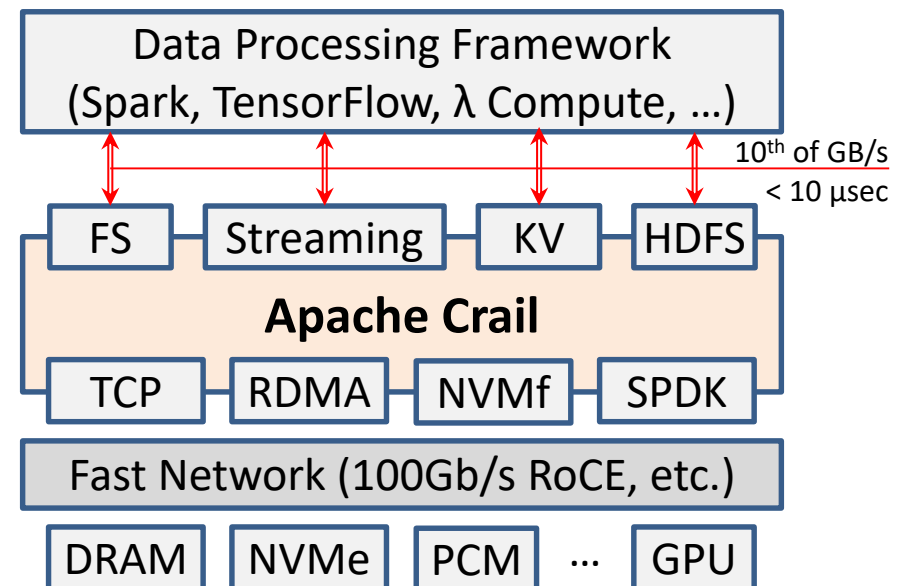 Data Processing Framework
(Spark, TensorFlow, λ Compute, ...)
10th of GB/s
< 10 μsec
FS Streaming KV HDFS
Apache Crail
TCP RDMA NVMf SPDK
Fast Network (100Gb/s RoCE, etc.)
DRAM NVMe PCM ... GPU